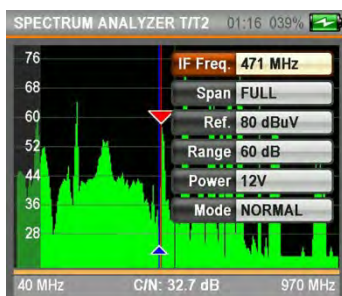 SPECTRUM ANALYZER T/T2 01:16 039%
76
68
60
52
44
36
28
IF Freq. 471 MHz
Span FULL
Ref. 80 dBuV
Range 60 dB
Power 12V
Mode NORMAL
40 MHz C/N: 32.7 dB 970 MHz